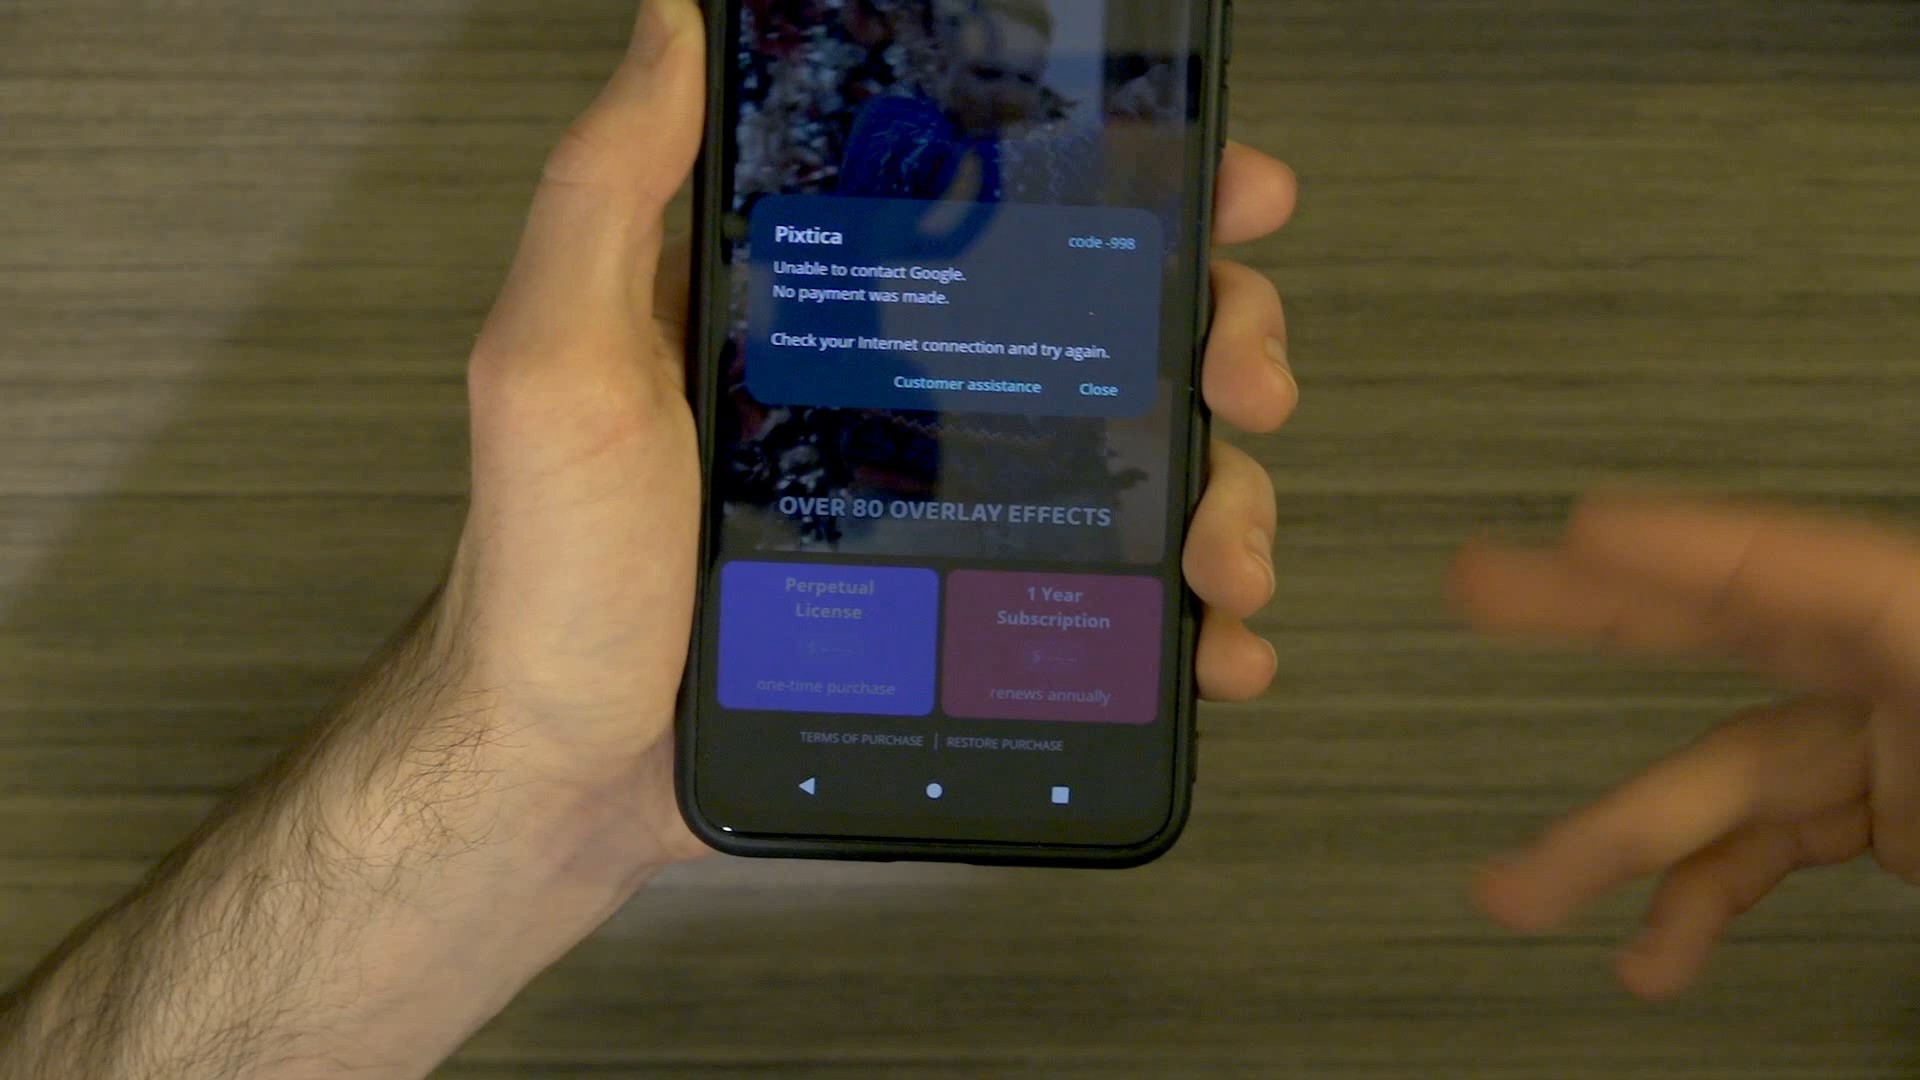 Pixtica
code -998
Unable to contact Google.
No payment was made.
Check your Internet connection and try again.
Customer assistance
Close
OVER 80 OVERLAY EFFECTS
Perpetual
License
$ ----
one-time purchase
1 Year
Subscription
$ ----
renews annually
TERMS OF PURCHASE | RESTORE PURCHASE